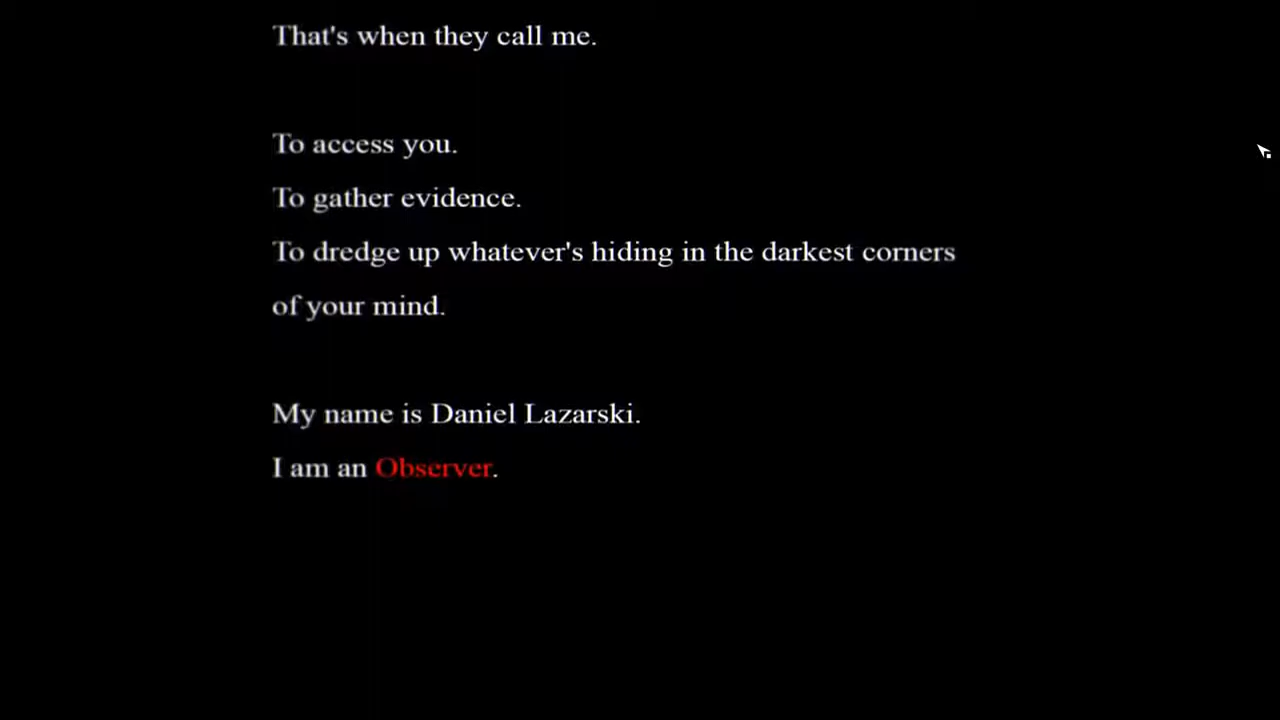 That's when they call me.
To access you.
To gather evidence.
To dredge up whatever's hiding in the darkest corners
of your mind.
My name is Daniel Lazarski.
I am an Observer.